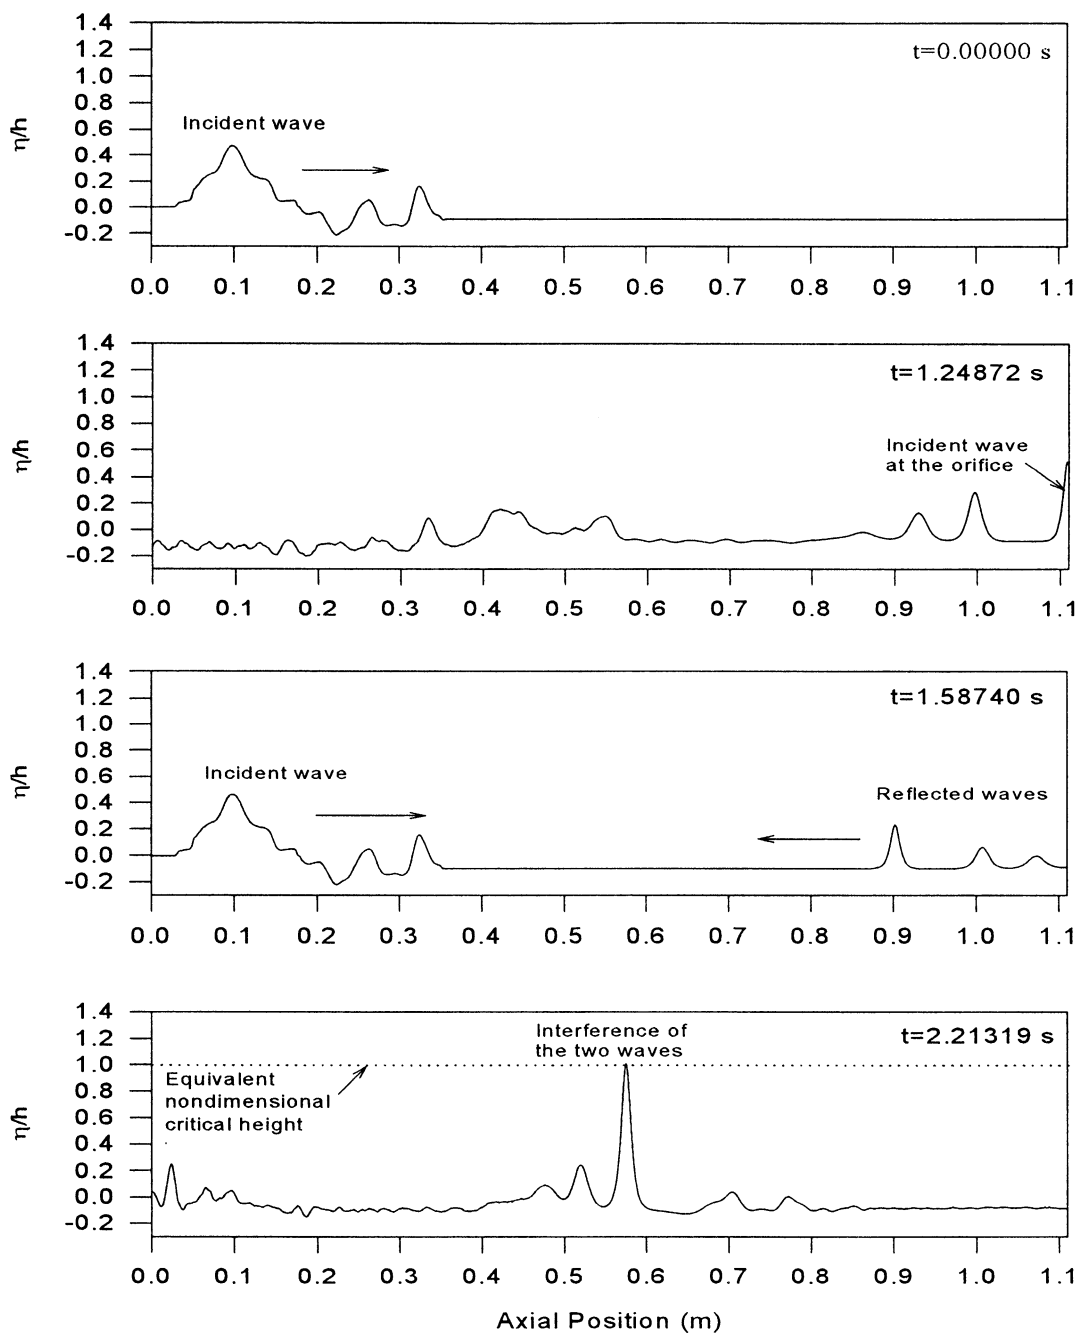 1.4
1.2
1.0
0.8
0.6
0.4
0.2
0.0
-0.2
η/h
t=0.00000 s
Incident wave
0.0 0.1 0.2 0.3 0.4 0.5 0.6 0.7 0.8 0.9 1.0 1.1
1.4
1.2
1.0
0.8
0.6
0.4
0.2
0.0
-0.2
η/h
t=1.24872 s
Incident wave
at the orifice
0.0 0.1 0.2 0.3 0.4 0.5 0.6 0.7 0.8 0.9 1.0 1.1
1.4
1.2
1.0
0.8
0.6
0.4
0.2
0.0
-0.2
η/h
t=1.58740 s
Incident wave
Reflected waves
0.0 0.1 0.2 0.3 0.4 0.5 0.6 0.7 0.8 0.9 1.0 1.1
1.4
1.2
1.0
0.8
0.6
0.4
0.2
0.0
-0.2
η/h
Interference of
the two waves
t=2.21319 s
Equivalent
nondimensional
critical height
0.0 0.1 0.2 0.3 0.4 0.5 0.6 0.7 0.8 0.9 1.0 1.1
Axial Position (m)